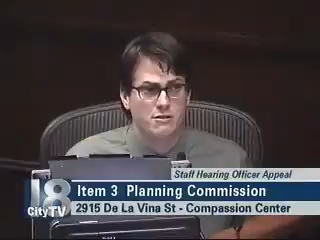 Staff Hearing Officer Appeal
18
CityTV
Item 3 Planning Commission
2915 De La Vina St - Compassion Center